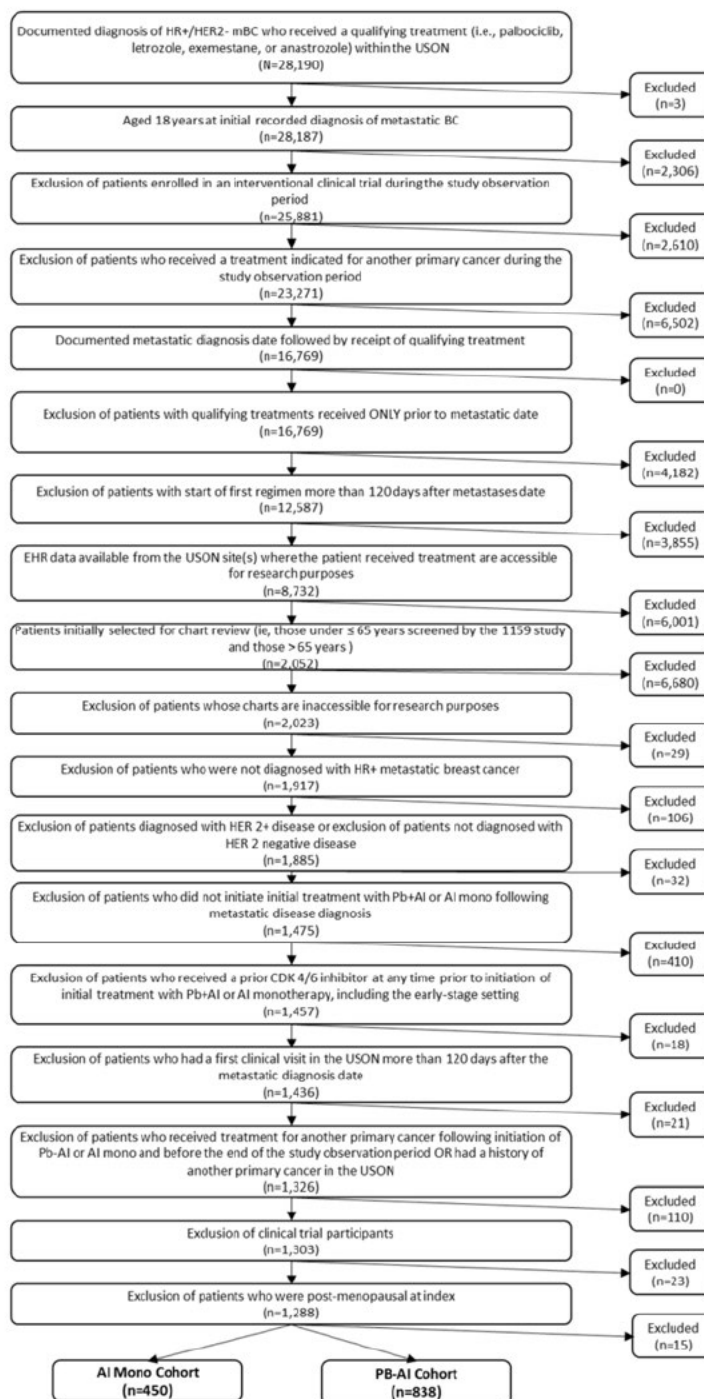 Documented diagnosis of HR+/HER2- mBC who received a qualifying treatment (i.e., palbociclib,
letrozole, exemestane, or anastrozole) within the USON
(N=28,190)
Excluded
(n=3)
Aged 18 years at initial recorded diagnosis of metastatic BC
(n=28,187)
Excluded
(n=2,306)
Exclusion of patients enrolled in an interventional clinical trial during the study observation
period
(n=25,881)
Excluded
(n=2,610)
Exclusion of patients who received a treatment indicated for another primary cancer during the
study observation period
(n=23,271)
Excluded
(n=6,502)
Documented metastatic diagnosis date followed by receipt of qualifying treatment
(n=16,769)
Excluded
(n=0)
Exclusion of patients with qualifying treatments received ONLY prior to metastatic date
(n=16,769)
Excluded
(n=4,182)
Exclusion of patients with start of first regimen more than 120 days after metastases date
(n=12,587)
Excluded
(n=3,855)
EHR data available from the USON site(s) where the patient received treatment are accessible
for research purposes
(n=8,732)
Excluded
(n=6,001)
Patients initially selected for chart review (ie, those under ≤ 65 years screened by the 1159 study
and those >65 years )
(n=2,052)
Excluded
(n=6,680)
Exclusion of patients whose charts are inaccessible for research purposes
(n=2,023)
Excluded
(n=29)
Exclusion of patients who were not diagnosed with HR+ metastatic breast cancer
(n=1,917)
Excluded
(n=106)
Exclusion of patients diagnosed with HER 2+ disease or exclusion of patients not diagnosed with
HER 2 negative disease
(n=1,885)
Excluded
(n=32)
Exclusion of patients who did not initiate initial treatment with Pb+AI or AI mono following
metastatic disease diagnosis
(n=1,475)
Excluded
(n=410)
Exclusion of patients who received a prior CDK 4/6 inhibitor at any time prior to initiation of
initial treatment with Pb+AI or AI monotherapy, including the early-stage setting
(n=1,457)
Excluded
(n=18)
Exclusion of patients who had a first clinical visit in the USON more than 120 days after the
metastatic diagnosis date
(n=1,436)
Excluded
(n=21)
Exclusion of patients who received treatment for another primary cancer following initiation of
Pb-AI or AI mono and before the end of the study observation period OR had a history of
another primary cancer in the USON
(n=1,326)
Excluded
(n=110)
Exclusion of clinical trial participants
(n=1,303)
Excluded
(n=23)
Exclusion of patients who were post-menopausal at index
(n=1,288)
Excluded
(n=15)
AI Mono Cohort
(n=450)
PB-AI Cohort
(n=838)